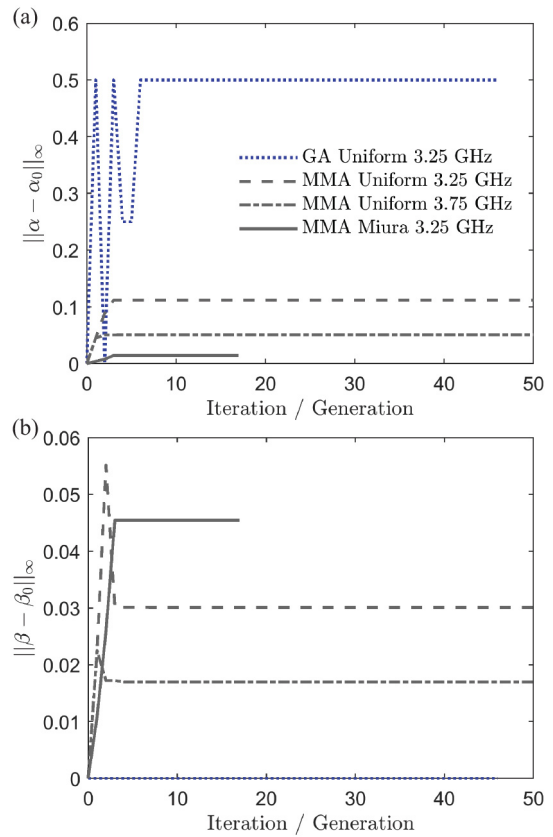 (a)
0.6
0.5
0.4
0.3
0.2
0.1
0
||α − α₀||∞
GA Uniform 3.25 GHz
MMA Uniform 3.25 GHz
MMA Uniform 3.75 GHz
MMA Miura 3.25 GHz
0 10 20 30 40 50
Iteration / Generation
(b)
0.06
0.05
0.04
0.03
0.02
0.01
0
||β − β₀||∞
0 10 20 30 40 50
Iteration / Generation